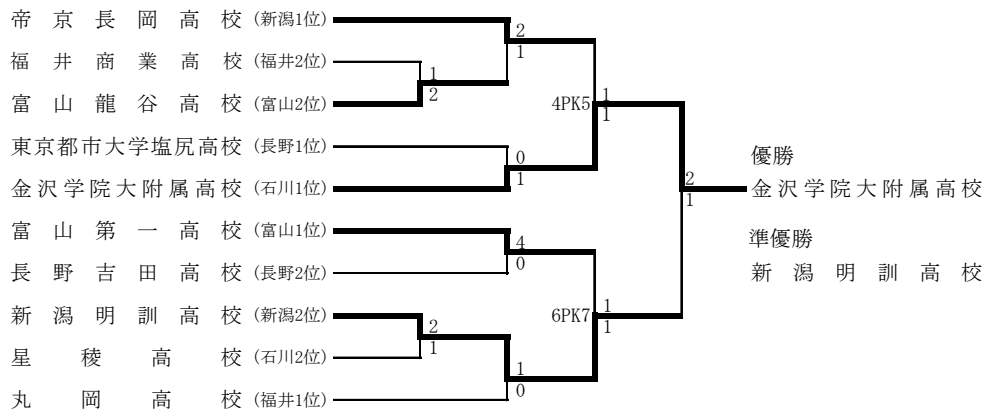 帝京長岡高校 (新潟1位)
2
福井商業高校 (福井2位)
1
1
富山龍谷高校 (富山2位)
2
4PK5
1
1
東京都市大学塩尻高校 (長野1位)
0
優勝
金沢学院大附属高校 (石川1位)
1
2
金沢学院大附属高校
1
富山第一高校 (富山1位)
4
準優勝
長野吉田高校 (長野2位)
0
新潟明訓高校
新潟明訓高校 (新潟2位)
2
6PK7
1
1
星稜高校 (石川2位)
1
1
丸岡高校 (福井1位)
0